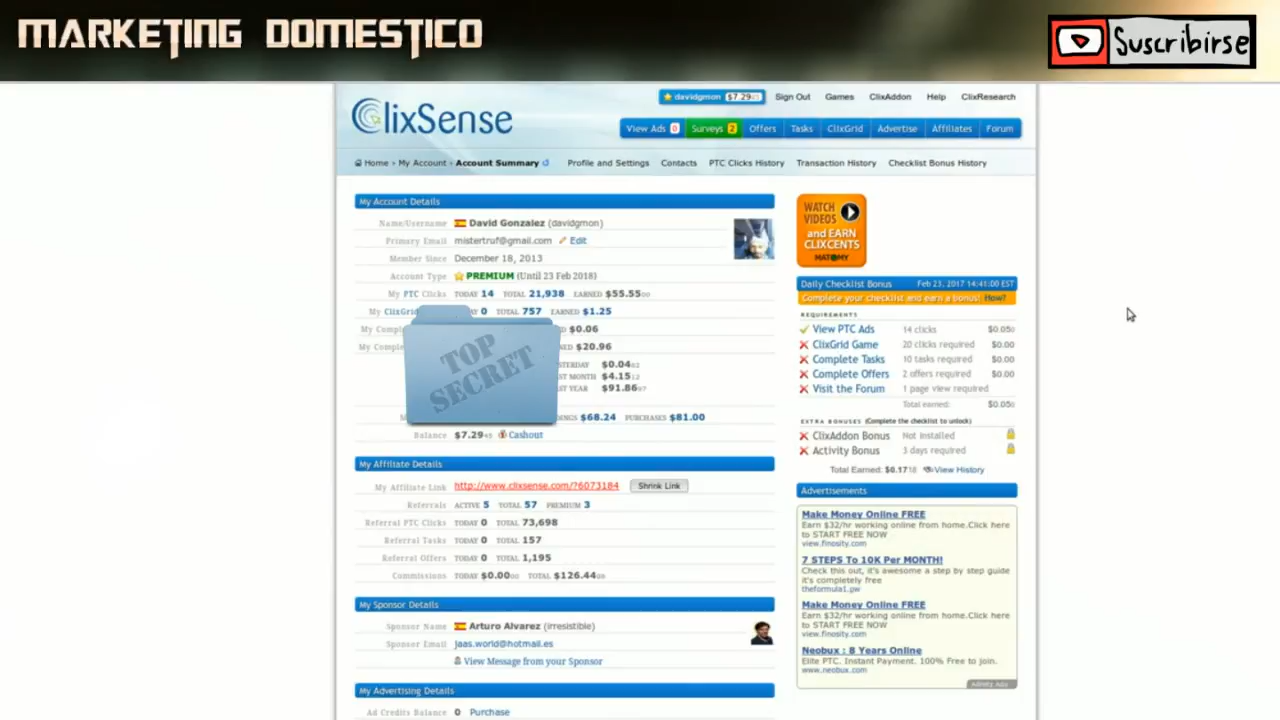 MARKETING DOMESTICO
Suscribirse
davidgmon $7.29 Sign Out Games ClixAddon Help ClixResearch
ClixSense
View Ads 0 Surveys 2 Offers Tasks ClixGrid Advertise Affiliates Forum
Home › My Account › Account Summary Profile and Settings Contacts PTC Clicks History Transaction History Checklist Bonus History
My Account Details
Name/Username David Gonzalez (davidgmon)
Primary Email mistertruf@gmail.com Edit
Member Since December 18, 2013
Account Type PREMIUM (Until 23 Feb 2018)
My PTC Clicks TODAY 14 TOTAL 21,938 EARNED $55.55
My ClixGrid 0 TOTAL 757 EARNED $1.25
My $0.06
My $20.96
TOP SECRET
$0.04
MONTH $4.15
YEAR $91.86
$68.24 PURCHASES $81.00
Balance $7.29 Cashout
My Affiliate Details
My Affiliate Link http://www.clixsense.com/?6073184 Shrink Link
Referrals ACTIVE 5 TOTAL 57 PREMIUM 3
Referral PTC Clicks TODAY 0 TOTAL 73,698
Referral Tasks TODAY 0 TOTAL 157
Referral Offers TODAY 0 TOTAL 1,195
Commissions TODAY $0.00 TOTAL $126.44
My Sponsor Details
Sponsor Name Arturo Alvarez (irresistible)
Sponsor Email jaas.world@hotmail.es
View Message from your Sponsor
My Advertising Details
Ad Credits Balance 0 Purchase
WATCH
VIDEOS
and EARN
CLIXCENTS
MATOMY
Daily Checklist Bonus Feb 23, 2017 14:41:00 EST
Complete your checklist and earn a bonus! How?
REQUIREMENTS
View PTC Ads 14 clicks $0.05
ClixGrid Game 20 clicks required $0.00
Complete Tasks 10 tasks required $0.00
Complete Offers 2 offers required $0.00
Visit the Forum 1 page view required
Total earned: $0.05
EXTRA BONUSES (Complete the checklist to unlock)
ClixAddon Bonus Not Installed
Activity Bonus 3 days required
Total Earned: $0.17 View History
Advertisements
Make Money Online FREE
Earn $32/hr working online from home.Click here
to START FREE NOW
view.finosity.com
7 STEPS To 10K Per MONTH!
Check this out, it's awesome a step by step guide
it's completely free
theformula1.pw
Make Money Online FREE
Earn $32/hr working online from home.Click here
to START FREE NOW
view.finosity.com
Neobux : 8 Years Online
Elite PTC. Instant Payment. 100% Free to join.
www.neobux.com